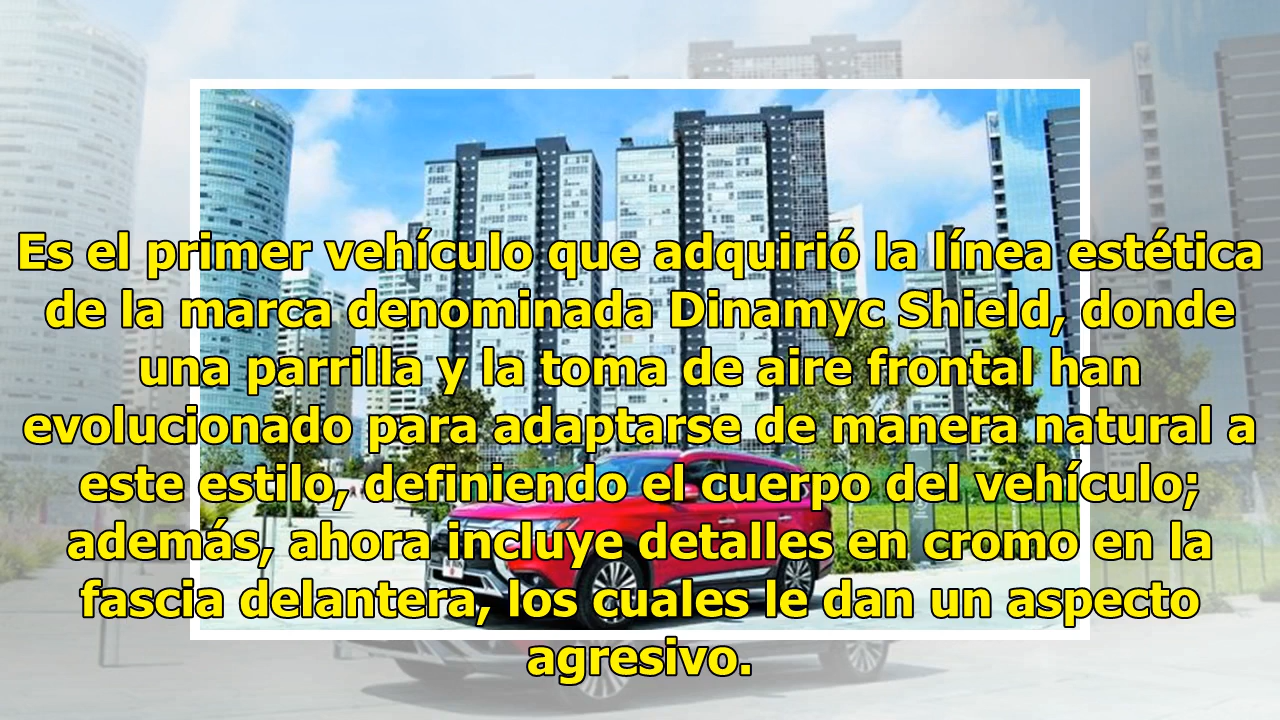 Es el primer vehículo que adquirió la línea estética
de la marca denominada Dinamyc Shield, donde
una parrilla y la toma de aire frontal han
evolucionado para adaptarse de manera natural a
este estilo, definiendo el cuerpo del vehículo;
además, ahora incluye detalles en cromo en la
fascia delantera, los cuales le dan un aspecto
agresivo.